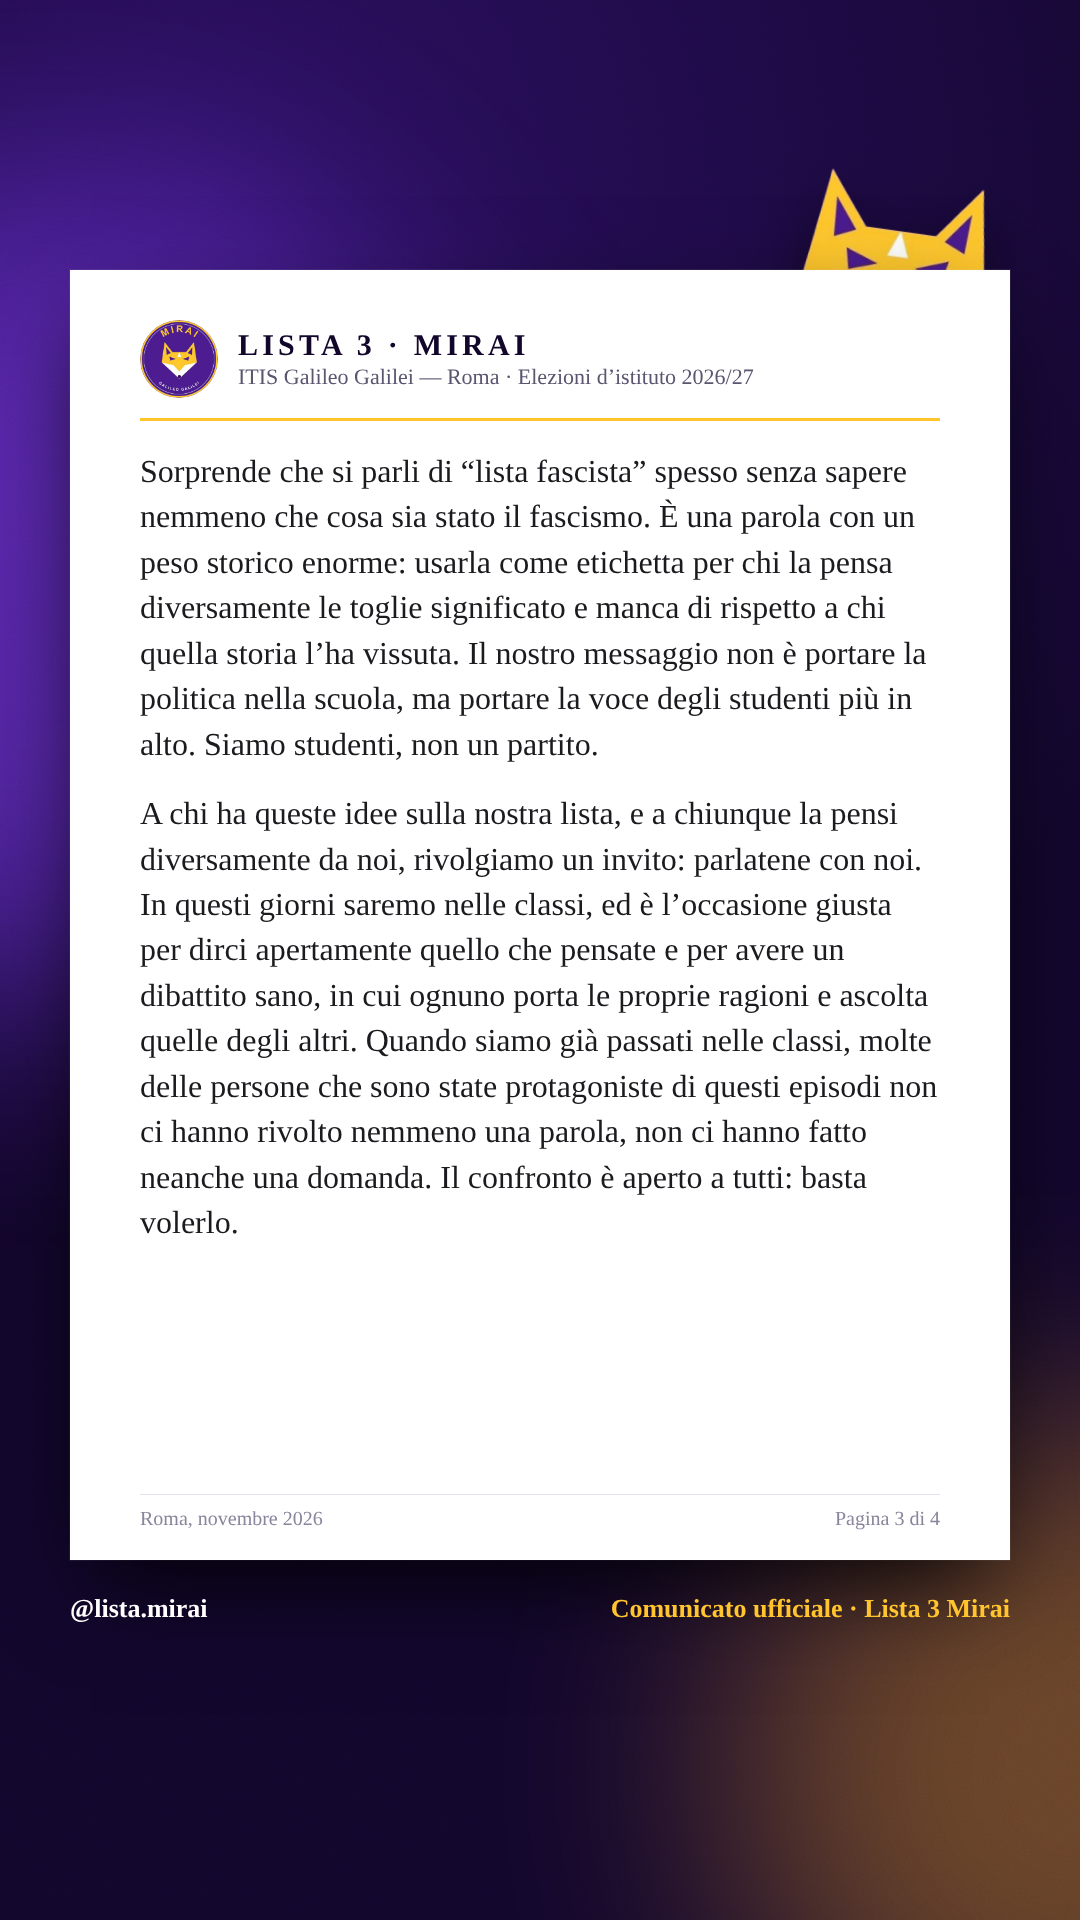 MIRAI
GALILEO GALILEI
LISTA 3 · MIRAI
ITIS Galileo Galilei — Roma · Elezioni d’istituto 2026/27
Sorprende che si parli di “lista fascista” spesso senza sapere
nemmeno che cosa sia stato il fascismo. È una parola con un
peso storico enorme: usarla come etichetta per chi la pensa
diversamente le toglie significato e manca di rispetto a chi
quella storia l’ha vissuta. Il nostro messaggio non è portare la
politica nella scuola, ma portare la voce degli studenti più in
alto. Siamo studenti, non un partito.
A chi ha queste idee sulla nostra lista, e a chiunque la pensi
diversamente da noi, rivolgiamo un invito: parlatene con noi.
In questi giorni saremo nelle classi, ed è l’occasione giusta
per dirci apertamente quello che pensate e per avere un
dibattito sano, in cui ognuno porta le proprie ragioni e ascolta
quelle degli altri. Quando siamo già passati nelle classi, molte
delle persone che sono state protagoniste di questi episodi non
ci hanno rivolto nemmeno una parola, non ci hanno fatto
neanche una domanda. Il confronto è aperto a tutti: basta
volerlo.
Roma, novembre 2026
Pagina 3 di 4
@lista.mirai
Comunicato ufficiale · Lista 3 Mirai